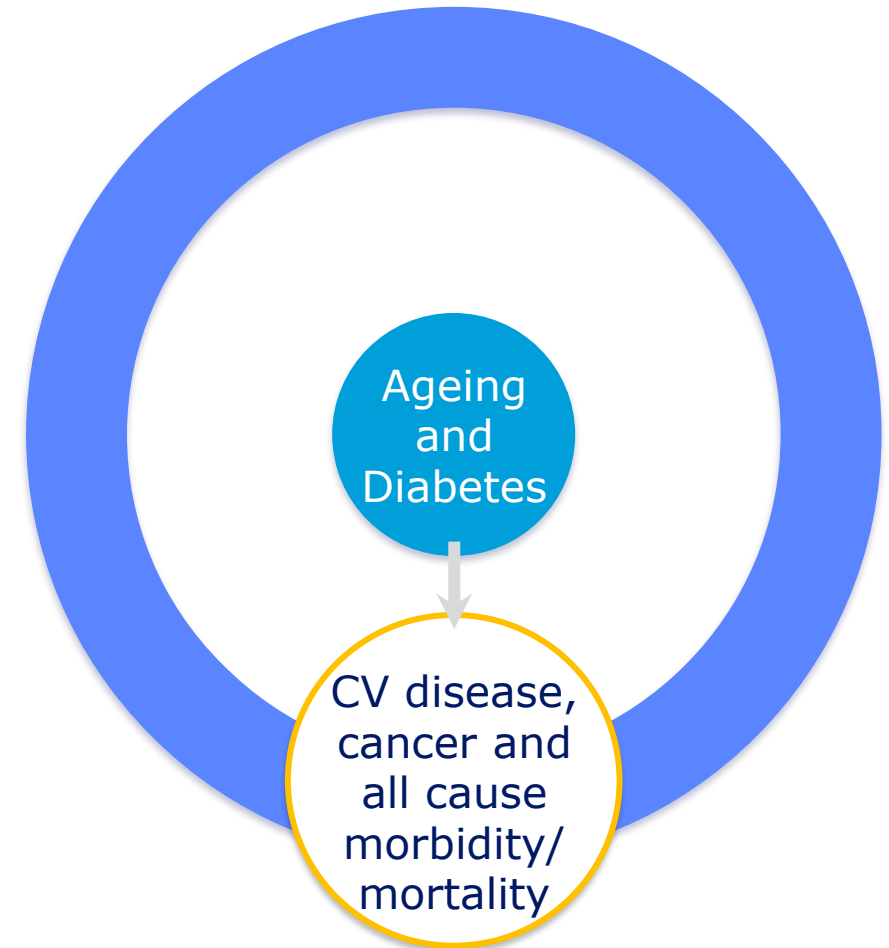 Ageing
and
Diabetes
CV disease,
cancer and
all cause
morbidity/
mortality